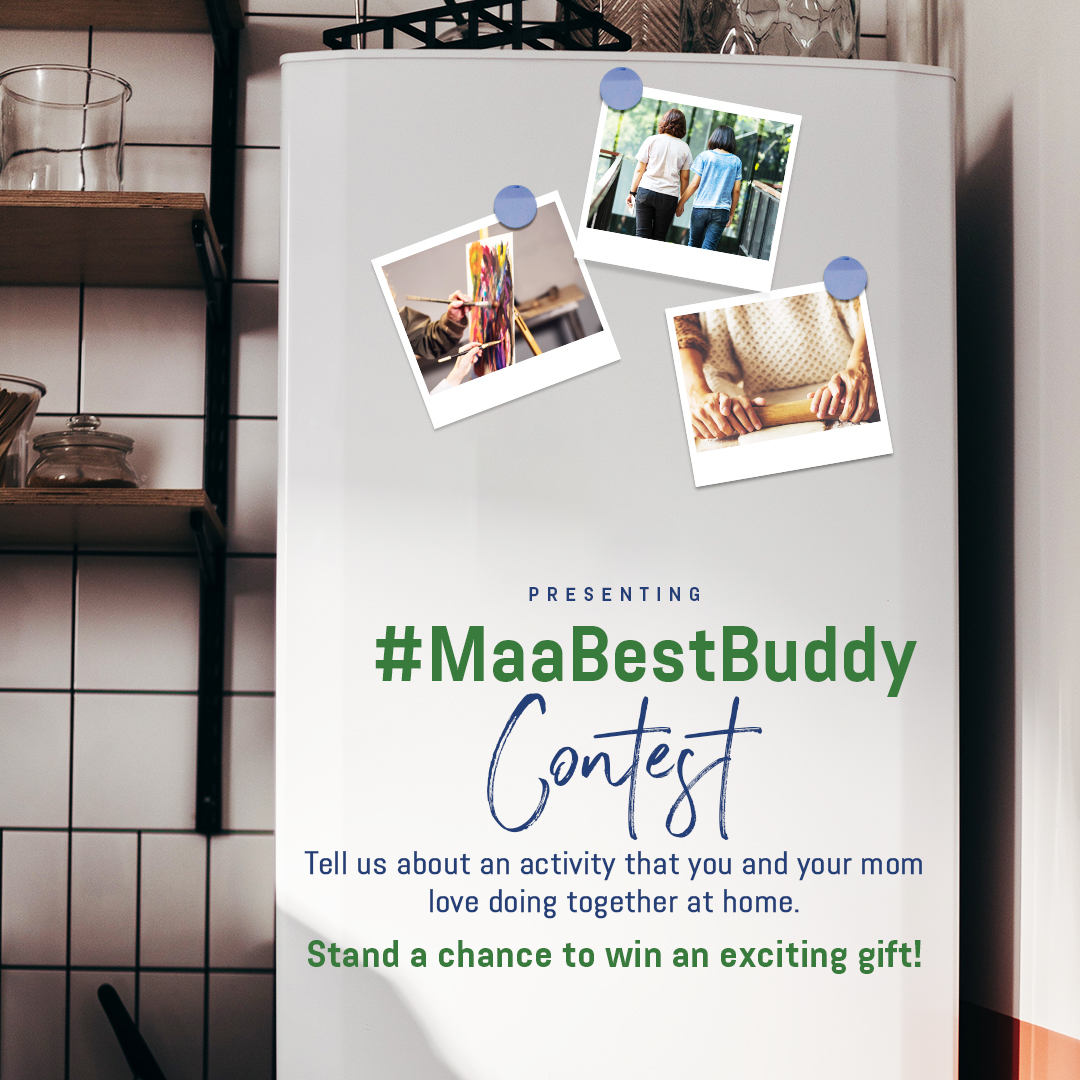 PRESENTING
#MaaBestBuddy
Contest
Tell us about an activity that you and your mom
love doing together at home.
Stand a chance to win an exciting gift!